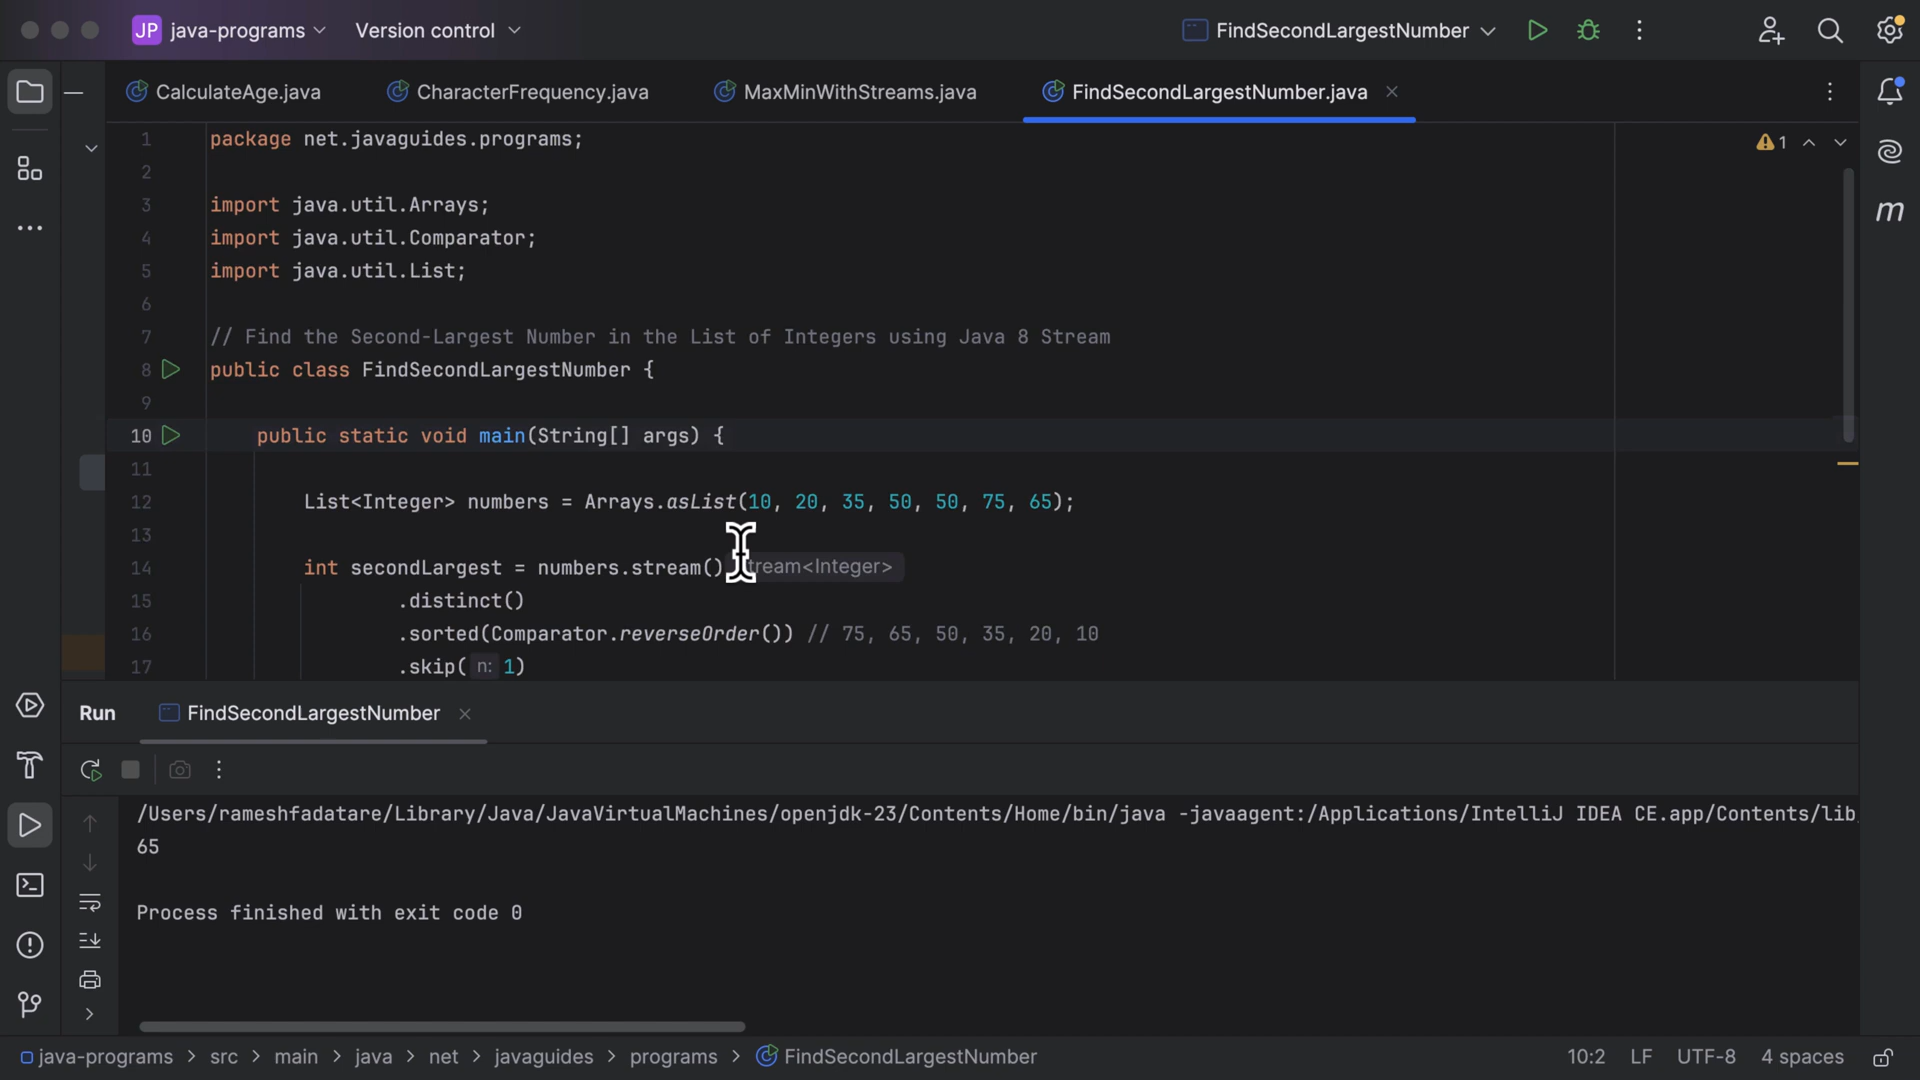 JP java-programs Version control FindSecondLargestNumber
CalculateAge.java CharacterFrequency.java MaxMinWithStreams.java FindSecondLargestNumber.java
1 package net.javaguides.programs; 1
2
3 import java.util.Arrays;
4 import java.util.Comparator;
5 import java.util.List;
6
7 // Find the Second-Largest Number in the List of Integers using Java 8 Stream
8 public class FindSecondLargestNumber {
9
10 public static void main(String[] args) {
11
12 List<Integer> numbers = Arrays.asList(10, 20, 35, 50, 50, 75, 65);
13
14 int secondLargest = numbers.stream() tream<Integer>
15 .distinct()
16 .sorted(Comparator.reverseOrder()) // 75, 65, 50, 35, 20, 10
17 .skip( n: 1)
m
Run FindSecondLargestNumber
/Users/rameshfadatare/Library/Java/JavaVirtualMachines/openjdk-23/Contents/Home/bin/java -javaagent:/Applications/IntelliJ IDEA CE.app/Contents/lib
65
Process finished with exit code 0
java-programs > src > main > java > net > javaguides > programs > FindSecondLargestNumber 10:2 LF UTF-8 4 spaces